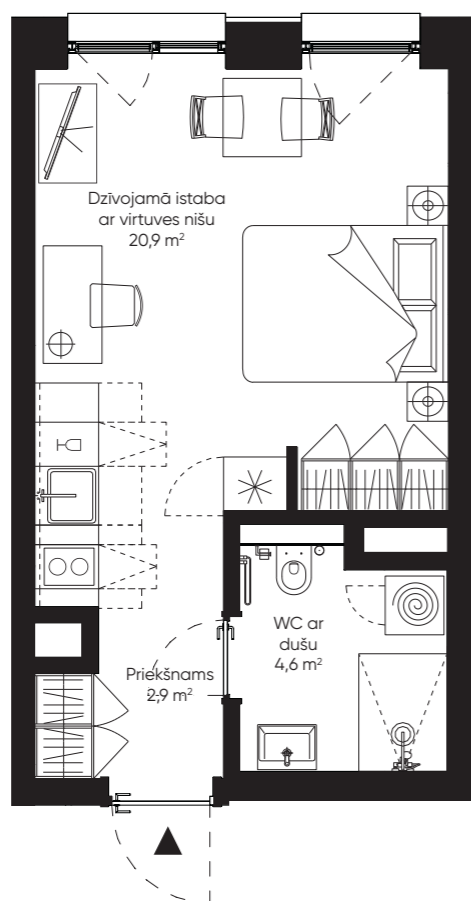 Dzīvojamā istaba
ar virtuves nišu
20,9 m²
WC ar
dušu
4,6 m²
Priekšnams
2,9 m²